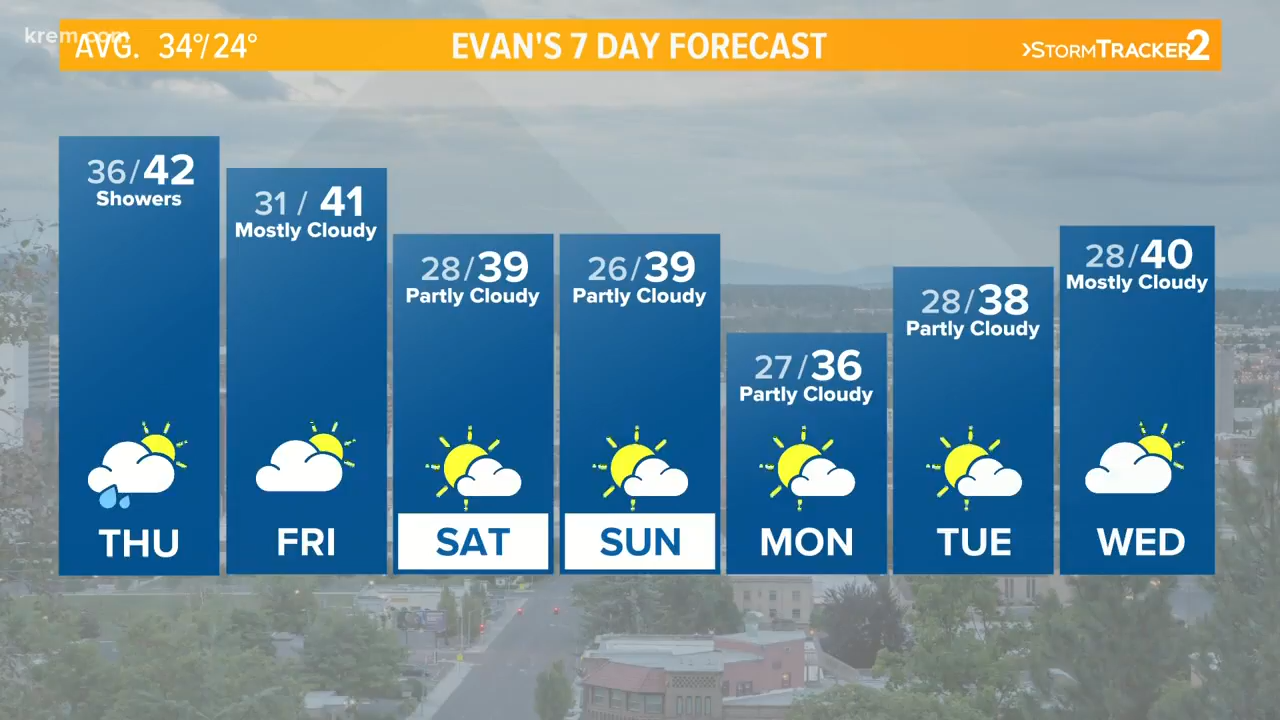 krem.com
AVG. 34°/24°
EVAN'S 7 DAY FORECAST
STORMTRACKER2
36/42
Showers
THU
31/41
Mostly Cloudy
FRI
28/39
Partly Cloudy
SAT
26/39
Partly Cloudy
SUN
27/36
Partly Cloudy
MON
28/38
Partly Cloudy
TUE
28/40
Mostly Cloudy
WED